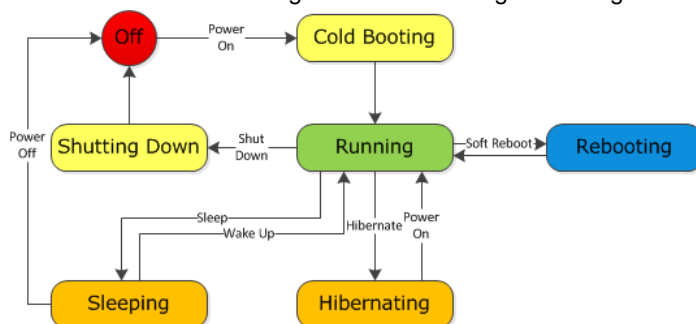 Off
Power
On
Cold Booting
Power
Off
Shutting Down
Shut
Down
Running
Soft Reboot
Rebooting
Sleep
Wake Up
Hibernate
Power
On
Sleeping
Hibernating